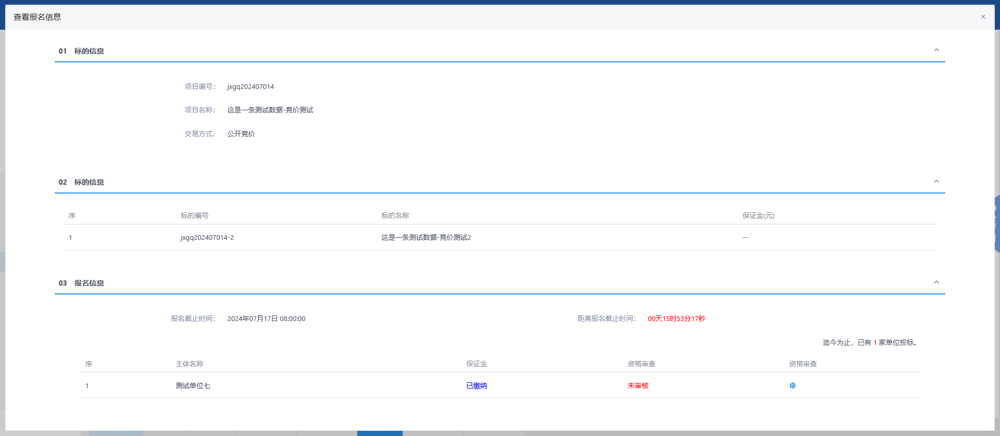 查看报名信息
01 标的信息
项目编号： jxgq202407014
项目名称： 这是一条测试数据-竞价测试
交易方式： 公开竞价
02 标的信息
序 标的编号 标的名称 保证金(元)
1 jxgq202407014-2 这是一条测试数据-竞价测试2 --
03 报名信息
报名截止时间： 2024年07月17日 08:00:00 距离报名截止时间： 00天15时53分17秒
迄今为止，已有 1 家单位投标。
序 主体名称 保证金 资格审查 资格审查
1 测试单位七 已缴纳 未审核